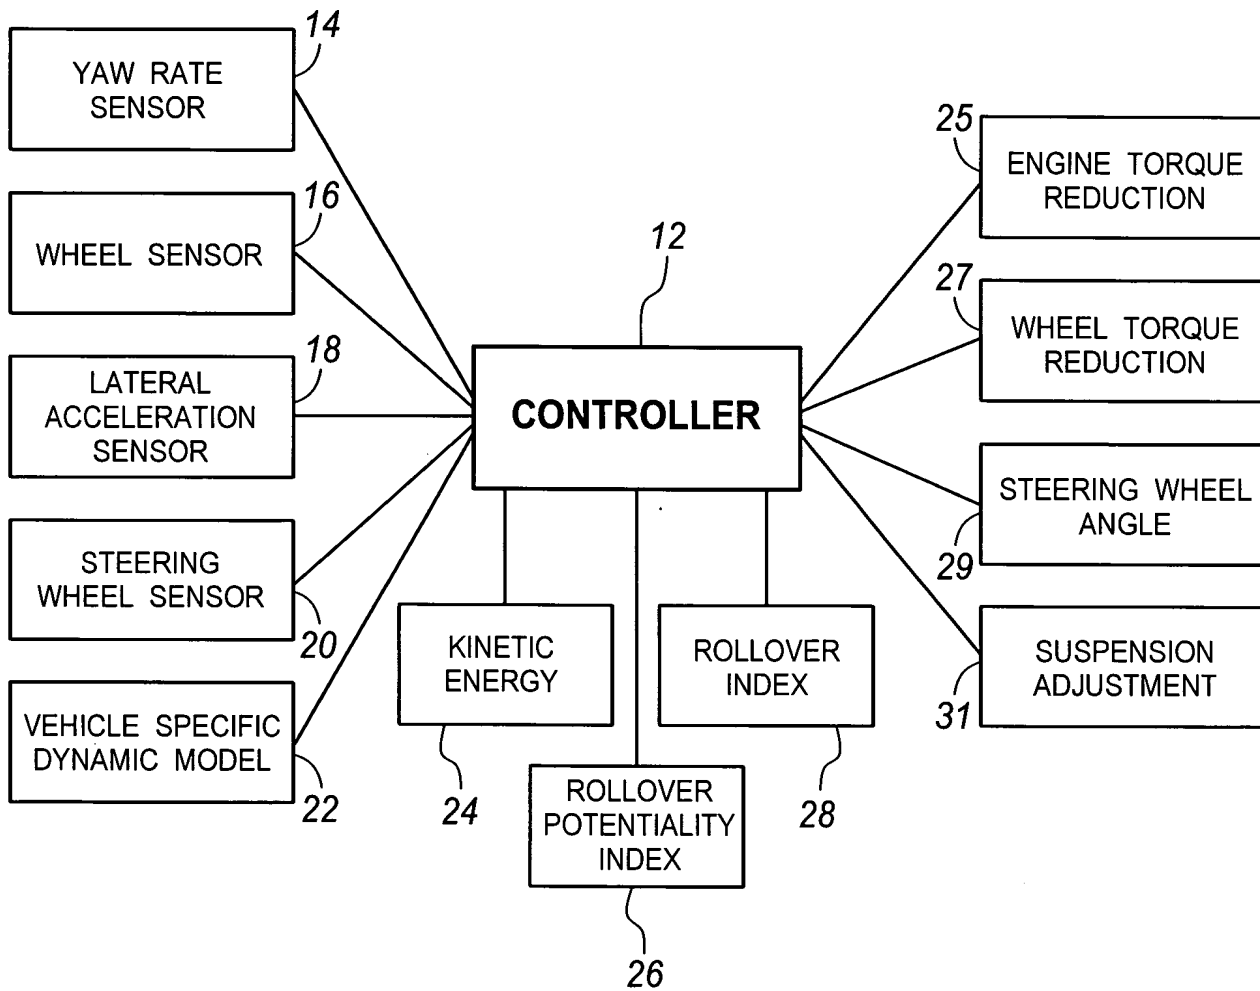 14
YAW RATE
SENSOR
16
WHEEL SENSOR
18
LATERAL
ACCELERATION
SENSOR
STEERING
WHEEL SENSOR
20
VEHICLE SPECIFIC
DYNAMIC MODEL
22
12
CONTROLLER
KINETIC
ENERGY
24
ROLLOVER
POTENTIALITY
INDEX
26
ROLLOVER
INDEX
28
25
ENGINE TORQUE
REDUCTION
27
WHEEL TORQUE
REDUCTION
STEERING WHEEL
ANGLE
29
SUSPENSION
ADJUSTMENT
31